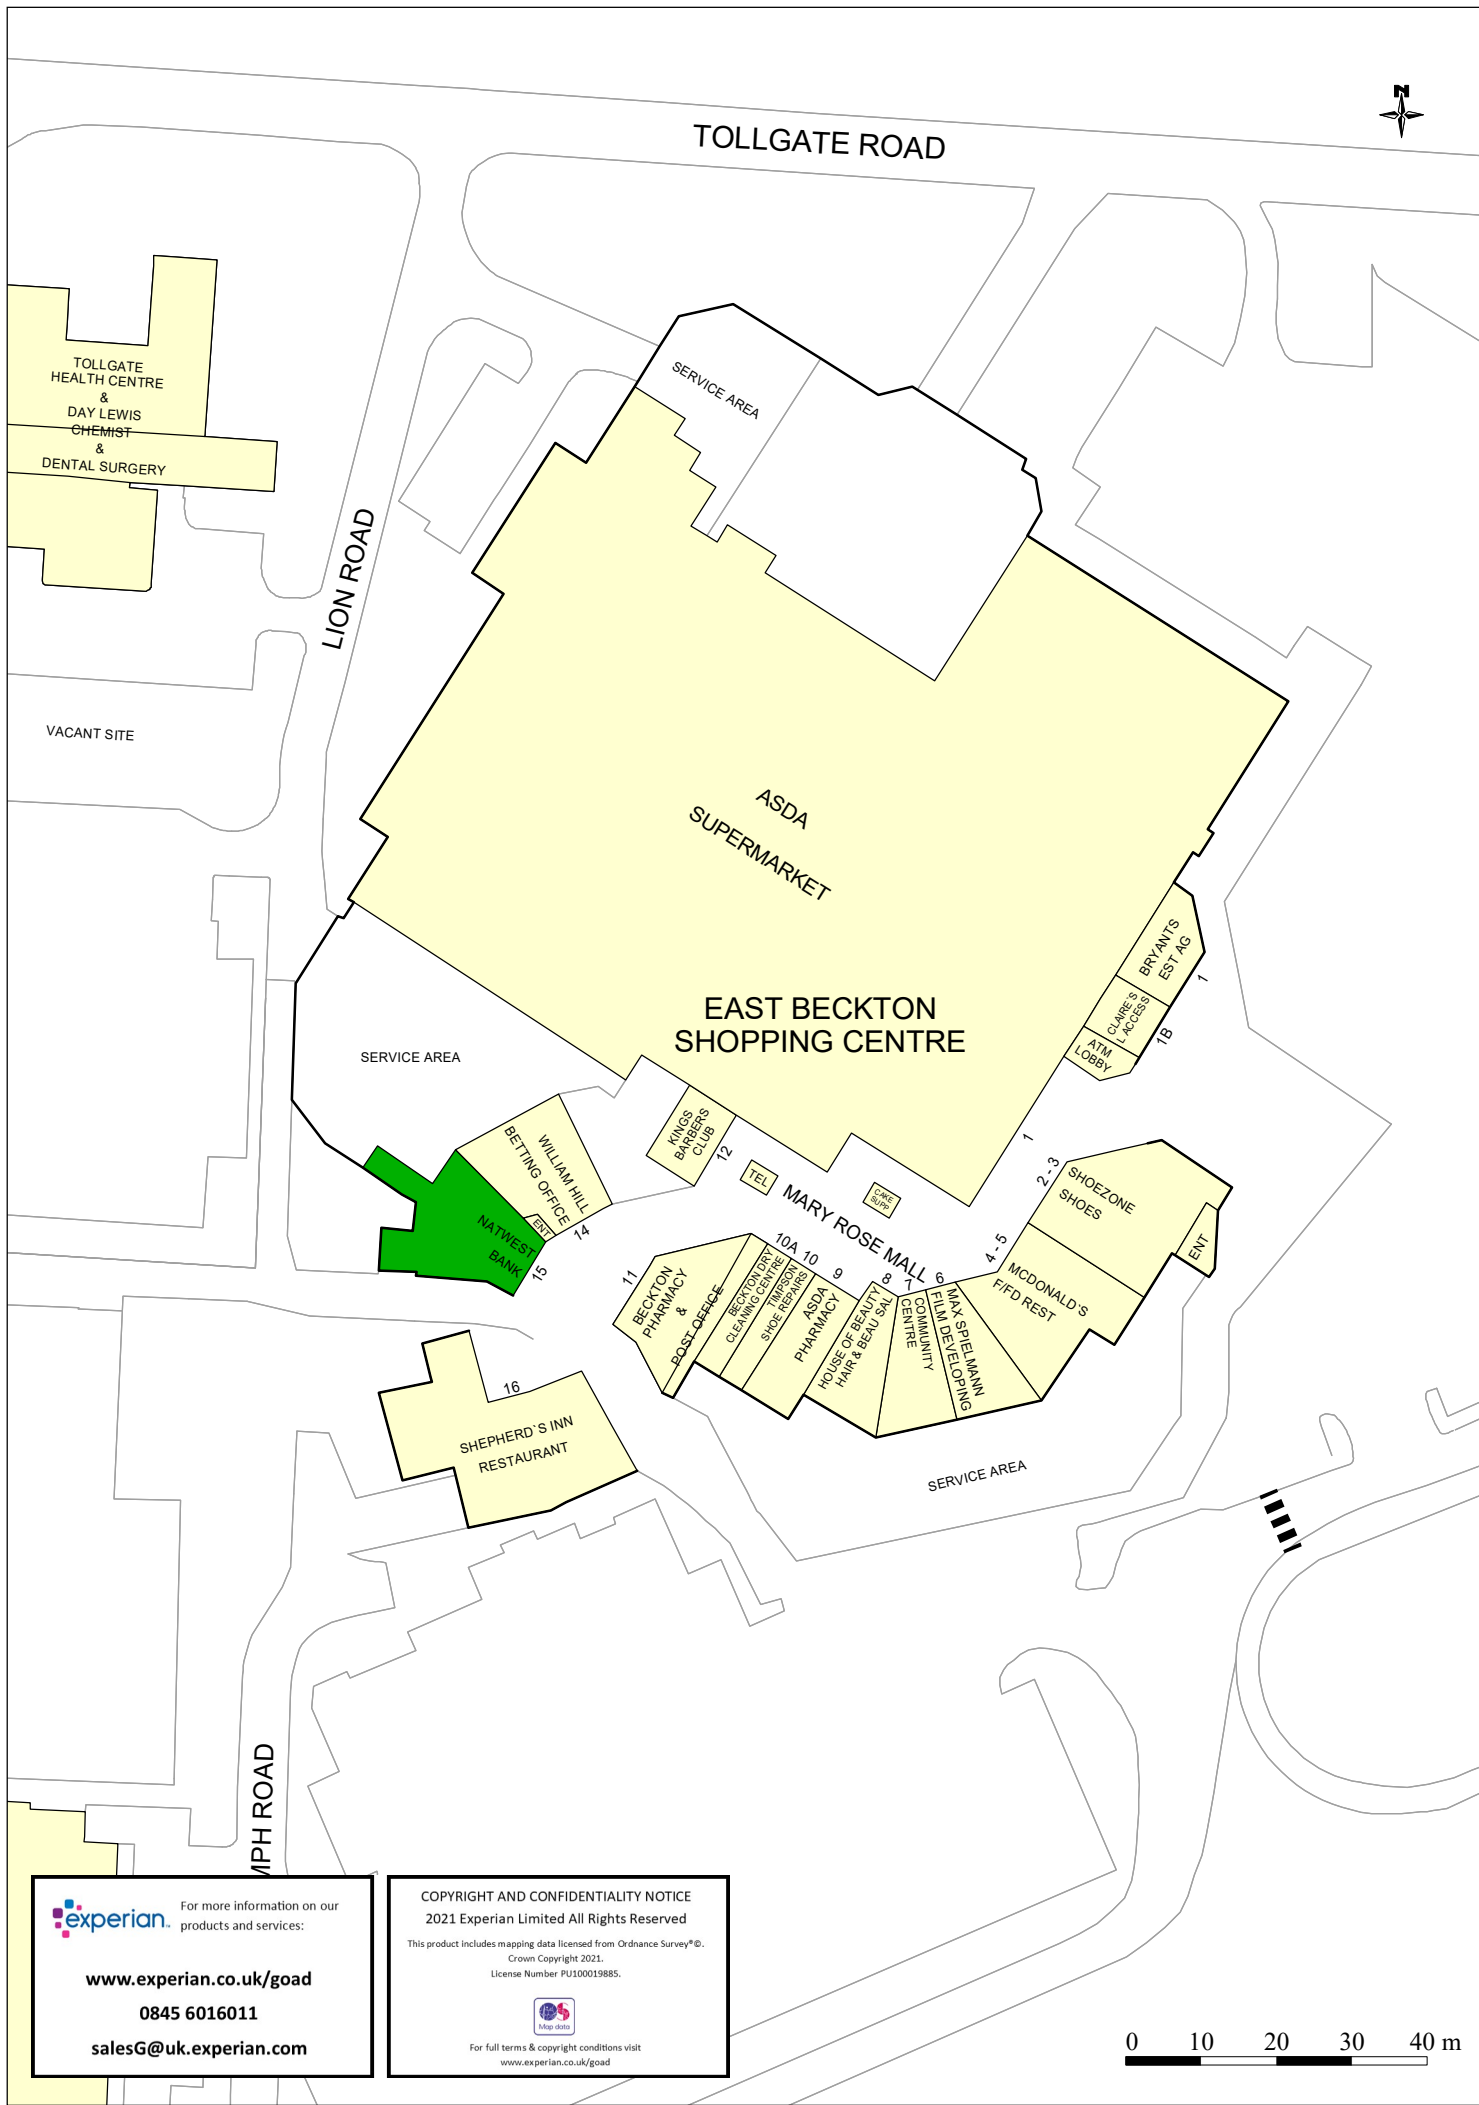 N
TOLLGATE ROAD
SERVICE AREA
TOLLGATE
HEALTH CENTRE
&
DAY LEWIS
CHEMIST
&
DENTAL SURGERY
LION ROAD
VACANT SITE
ASDA
SUPERMARKET
BRYANTS
EST AG
1
CLAIRE`S
L ACCESS
1B
ATM
LOBBY
EAST BECKTON
SHOPPING CENTRE
SERVICE AREA
KINGS
BARBERS
CLUB
12
WILLIAM HILL
BETTING OFFICE
ENT
14
NATWEST
BANK
15
TEL
CAKE
SUPP
MARY ROSE MALL
1
2 - 3
SHOEZONE
SHOES
ENT
4 - 5
MCDONALD`S
F/FD REST
6
MAX SPIELMANN
FILM DEVELOPING
7
COMMUNITY
CENTRE
8
HOUSE OF BEAUTY
HAIR & BEAU SAL
9
ASDA
PHARMACY
10
TIMPSON
SHOE REPAIRS
10A
BECKTON DRY
CLEANING CENTRE
11
BECKTON
PHARMACY
&
POST OFFICE
16
SHEPHERD`S INN
RESTAURANT
SERVICE AREA
MPH ROAD
experian
For more information on our
products and services:
www.experian.co.uk/goad
0845 6016011
salesG@uk.experian.com
COPYRIGHT AND CONFIDENTIALITY NOTICE
2021 Experian Limited All Rights Reserved
This product includes mapping data licensed from Ordnance Survey®©.
Crown Copyright 2021.
License Number PU100019885.
OS
Map data
For full terms & copyright conditions visit
www.experian.co.uk/goad
0 10 20 30 40 m